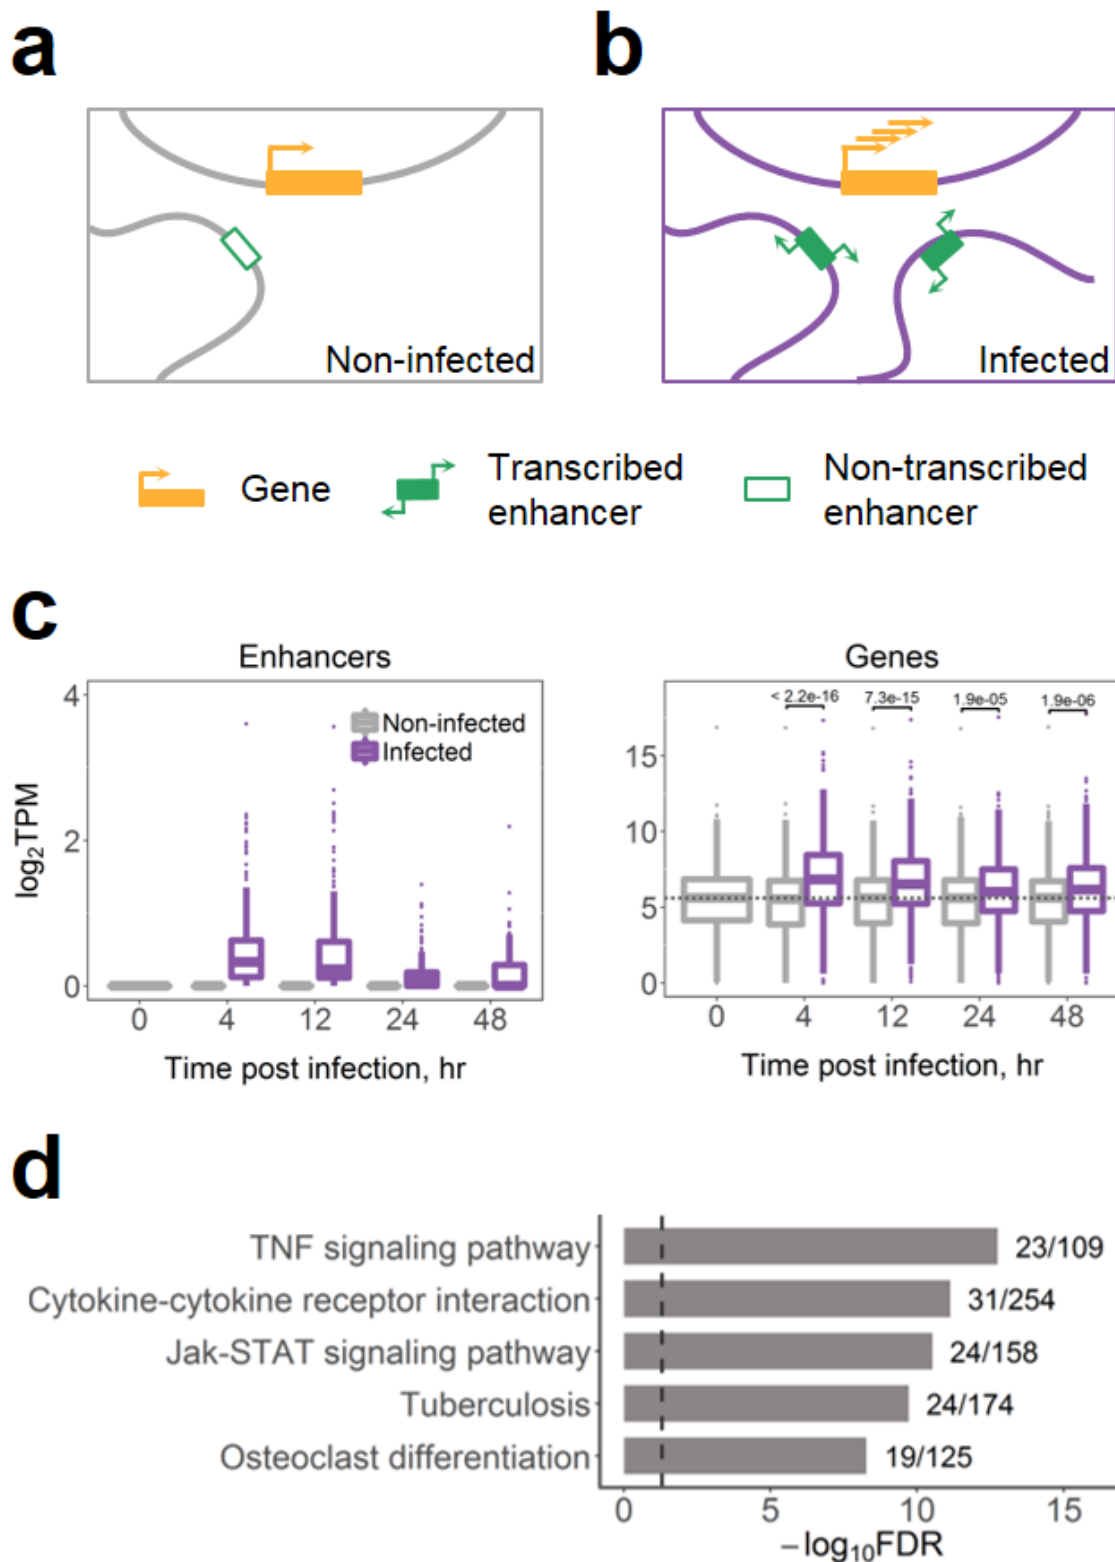 a
b
Non-infected
Infected
Gene
Transcribed
enhancer
Non-transcribed
enhancer
c
Enhancers
log₂TPM
4
2
0
Non-infected
Infected
0 4 12 24 48
Time post infection, hr
Genes
< 2.2e-16 7.3e-15 1.9e-05 1.9e-06
15
10
5
0
0 4 12 24 48
Time post infection, hr
d
TNF signaling pathway 23/109
Cytokine-cytokine receptor interaction 31/254
Jak-STAT signaling pathway 24/158
Tuberculosis 24/174
Osteoclast differentiation 19/125
0 5 10 15
−log₁₀FDR